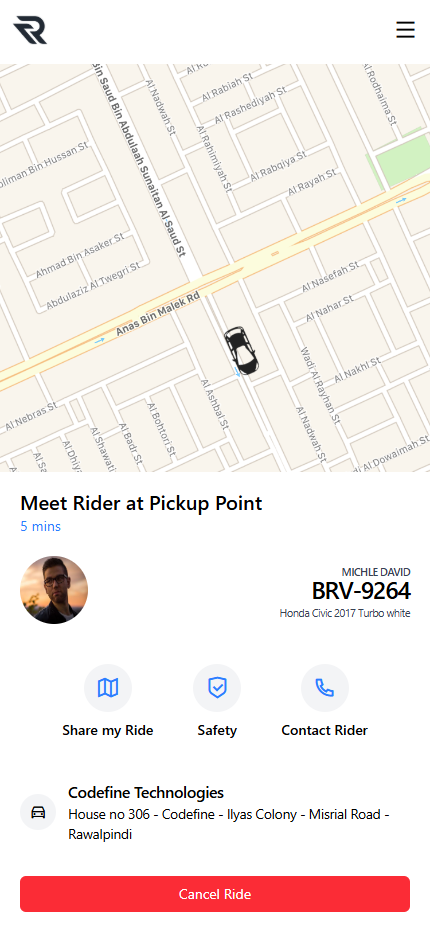 Bin Saud Bin Abdulaah Sunaitan Al Saud St
Al Nadwah St
Al Rabiah St
Al Rashediyah St
Al Rodhaima St
Al Rahimiyah St
oliman Bin Hussan St
Al Rabqiya St
Al Rayah St
Ahmad Bin Asaker St
Abdulaziz Al Twegri St
Anas Bin Malek Rd
Al Nasefah St
Al Nahar St
Wadi Al Rayhan St
Al Nakhl St
Al Ashbal St
Al Nebras St
Al Bohtori St
Al Badr St
Al Shawati
Al Dhiya
Al Sa
Al Nadwah St
di Al Dowaimah St
Meet Rider at Pickup Point
5 mins
MICHLE DAVID
BRV-9264
Honda Civic 2017 Turbo white
Share my Ride
Safety
Contact Rider
Codefine Technologies
House no 306 - Codefine - Ilyas Colony - Misrial Road -
Rawalpindi
Cancel Ride